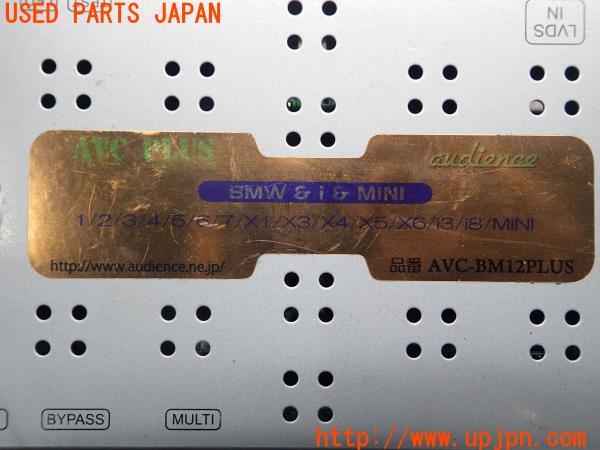 USED PARTS JAPAN
LVDS
IN
AVC PLUS
audience
BMW & i & MINI
1/2/3/4/5/6/7/X1/X3/X4/X5/X6/i3/i8/MINI
http://www.audience.ne.jp/
品番 AVC-BM12PLUS
BYPASS
MULTI
www.upjpn.com